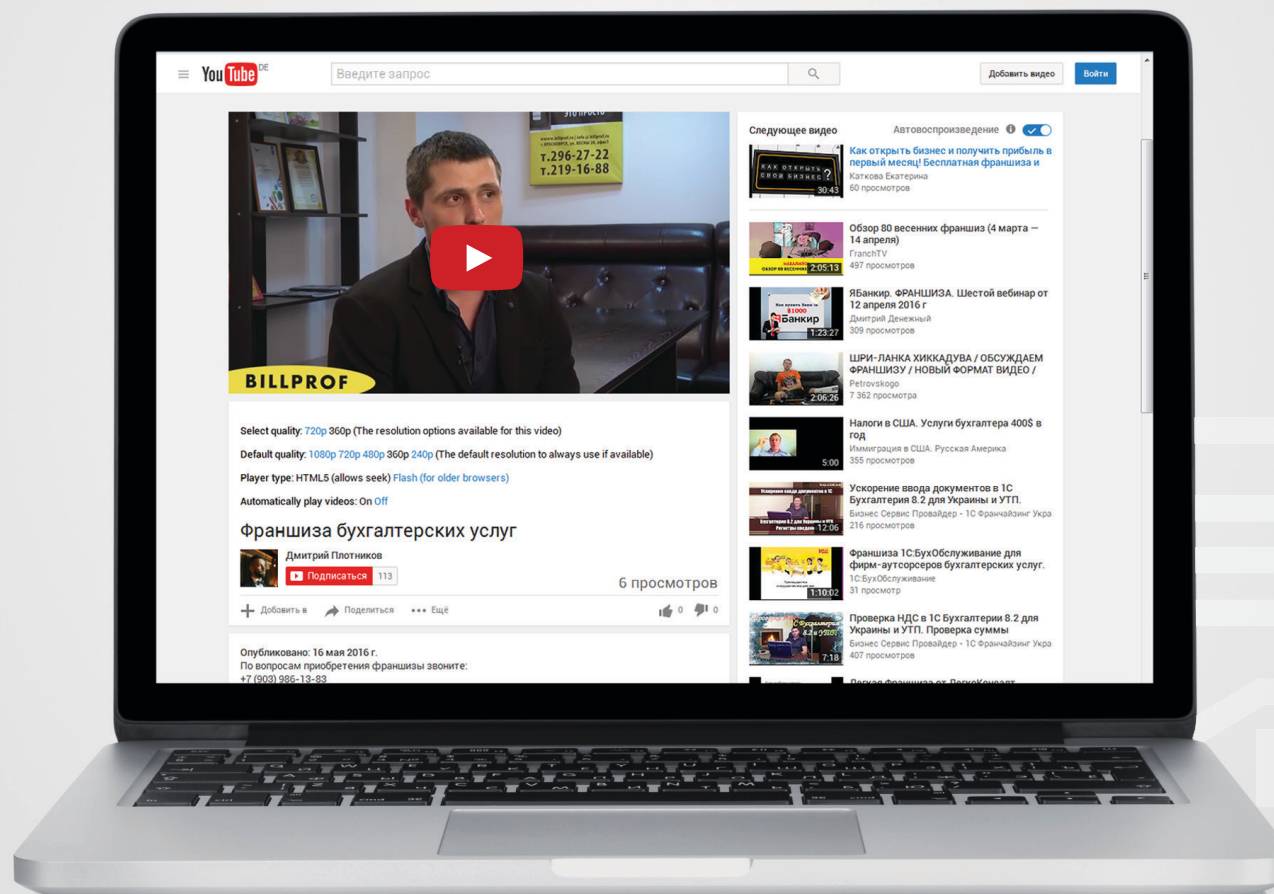 YouTube DE
Введите запрос
Добавить видео
Войти
ЭТО ПРОСТО
т.296-27-22
т.219-16-88
BILLPROF
Select quality: 720p 360p (The resolution options available for this video)
Default quality: 1080p 720p 480p 360p 240p (The default resolution to always use if available)
Player type: HTML5 (allows seek) Flash (for older browsers)
Automatically play videos: On Off
Франшиза бухгалтерских услуг
Дмитрий Плотников
Подписаться 113
6 просмотров
Добавить в Поделиться ••• Ещё 0 0
Опубликовано: 16 мая 2016 г.
По вопросам приобретения франшизы звоните:
+7 (903) 986-13-83
Следующее видео Автовоспроизведение
КАК ОТКРЫТЬ
СВОЙ БИЗНЕС?
30:43
Как открыть бизнес и получить прибыль в
первый месяц! Бесплатная франшиза и
Каткова Екатерина
60 просмотров
2:05:13
Обзор 80 весенних франшиз (4 марта —
14 апреля)
FranchTV
497 просмотров
$1000
ЯБанкир
1:23:27
ЯБанкир. ФРАНШИЗА. Шестой вебинар от
12 апреля 2016 г
Дмитрий Денежный
309 просмотров
2:06:26
ШРИ-ЛАНКА ХИККАДУВА / ОБСУЖДАЕМ
ФРАНШИЗУ / НОВЫЙ ФОРМАТ ВИДЕО /
Petrovskogo
7 362 просмотра
5:00
Налоги в США. Услуги бухгалтера 400$ в
год
Иммиграция в США. Русская Америка
355 просмотров
12:06
Ускорение ввода документов в 1С
Бухгалтерия 8.2 для Украины и УТП.
Бизнес Сервис Провайдер - 1С Франчайзинг Укра
216 просмотров
1:10:02
Франшиза 1С:БухОбслуживание для
фирм-аутсорсеров бухгалтерских услуг.
1С:БухОбслуживание
31 просмотр
7:18
Проверка НДС в 1С Бухгалтерии 8.2 для
Украины и УТП. Проверка суммы
Бизнес Сервис Провайдер - 1С Франчайзинг Укра
407 просмотров